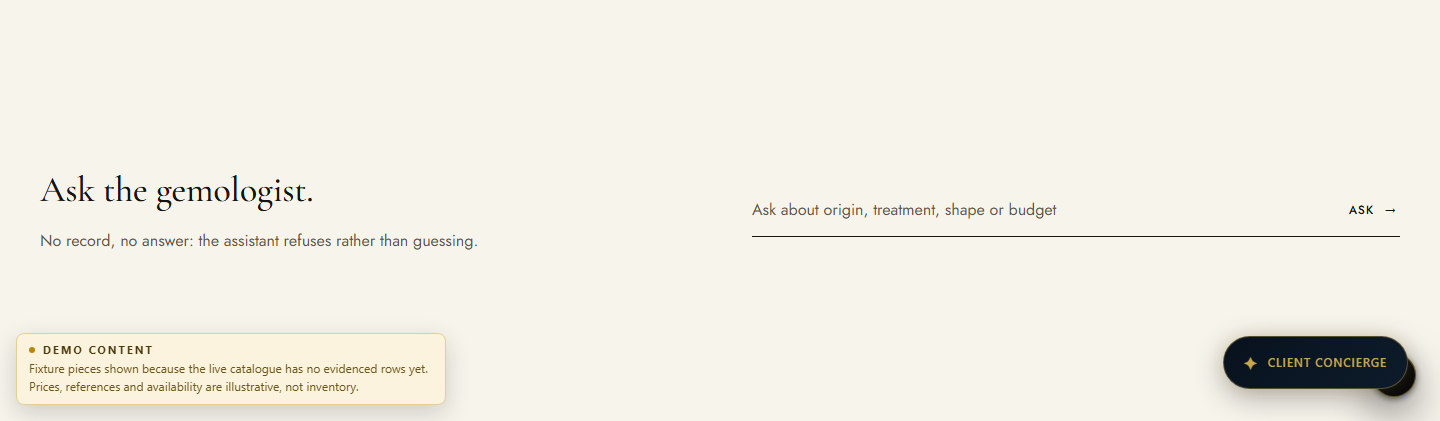 Ask the gemologist.
No record, no answer: the assistant refuses rather than guessing.
Ask about origin, treatment, shape or budget
ASK →
DEMO CONTENT
Fixture pieces shown because the live catalogue has no evidenced rows yet.
Prices, references and availability are illustrative, not inventory.
CLIENT CONCIERGE